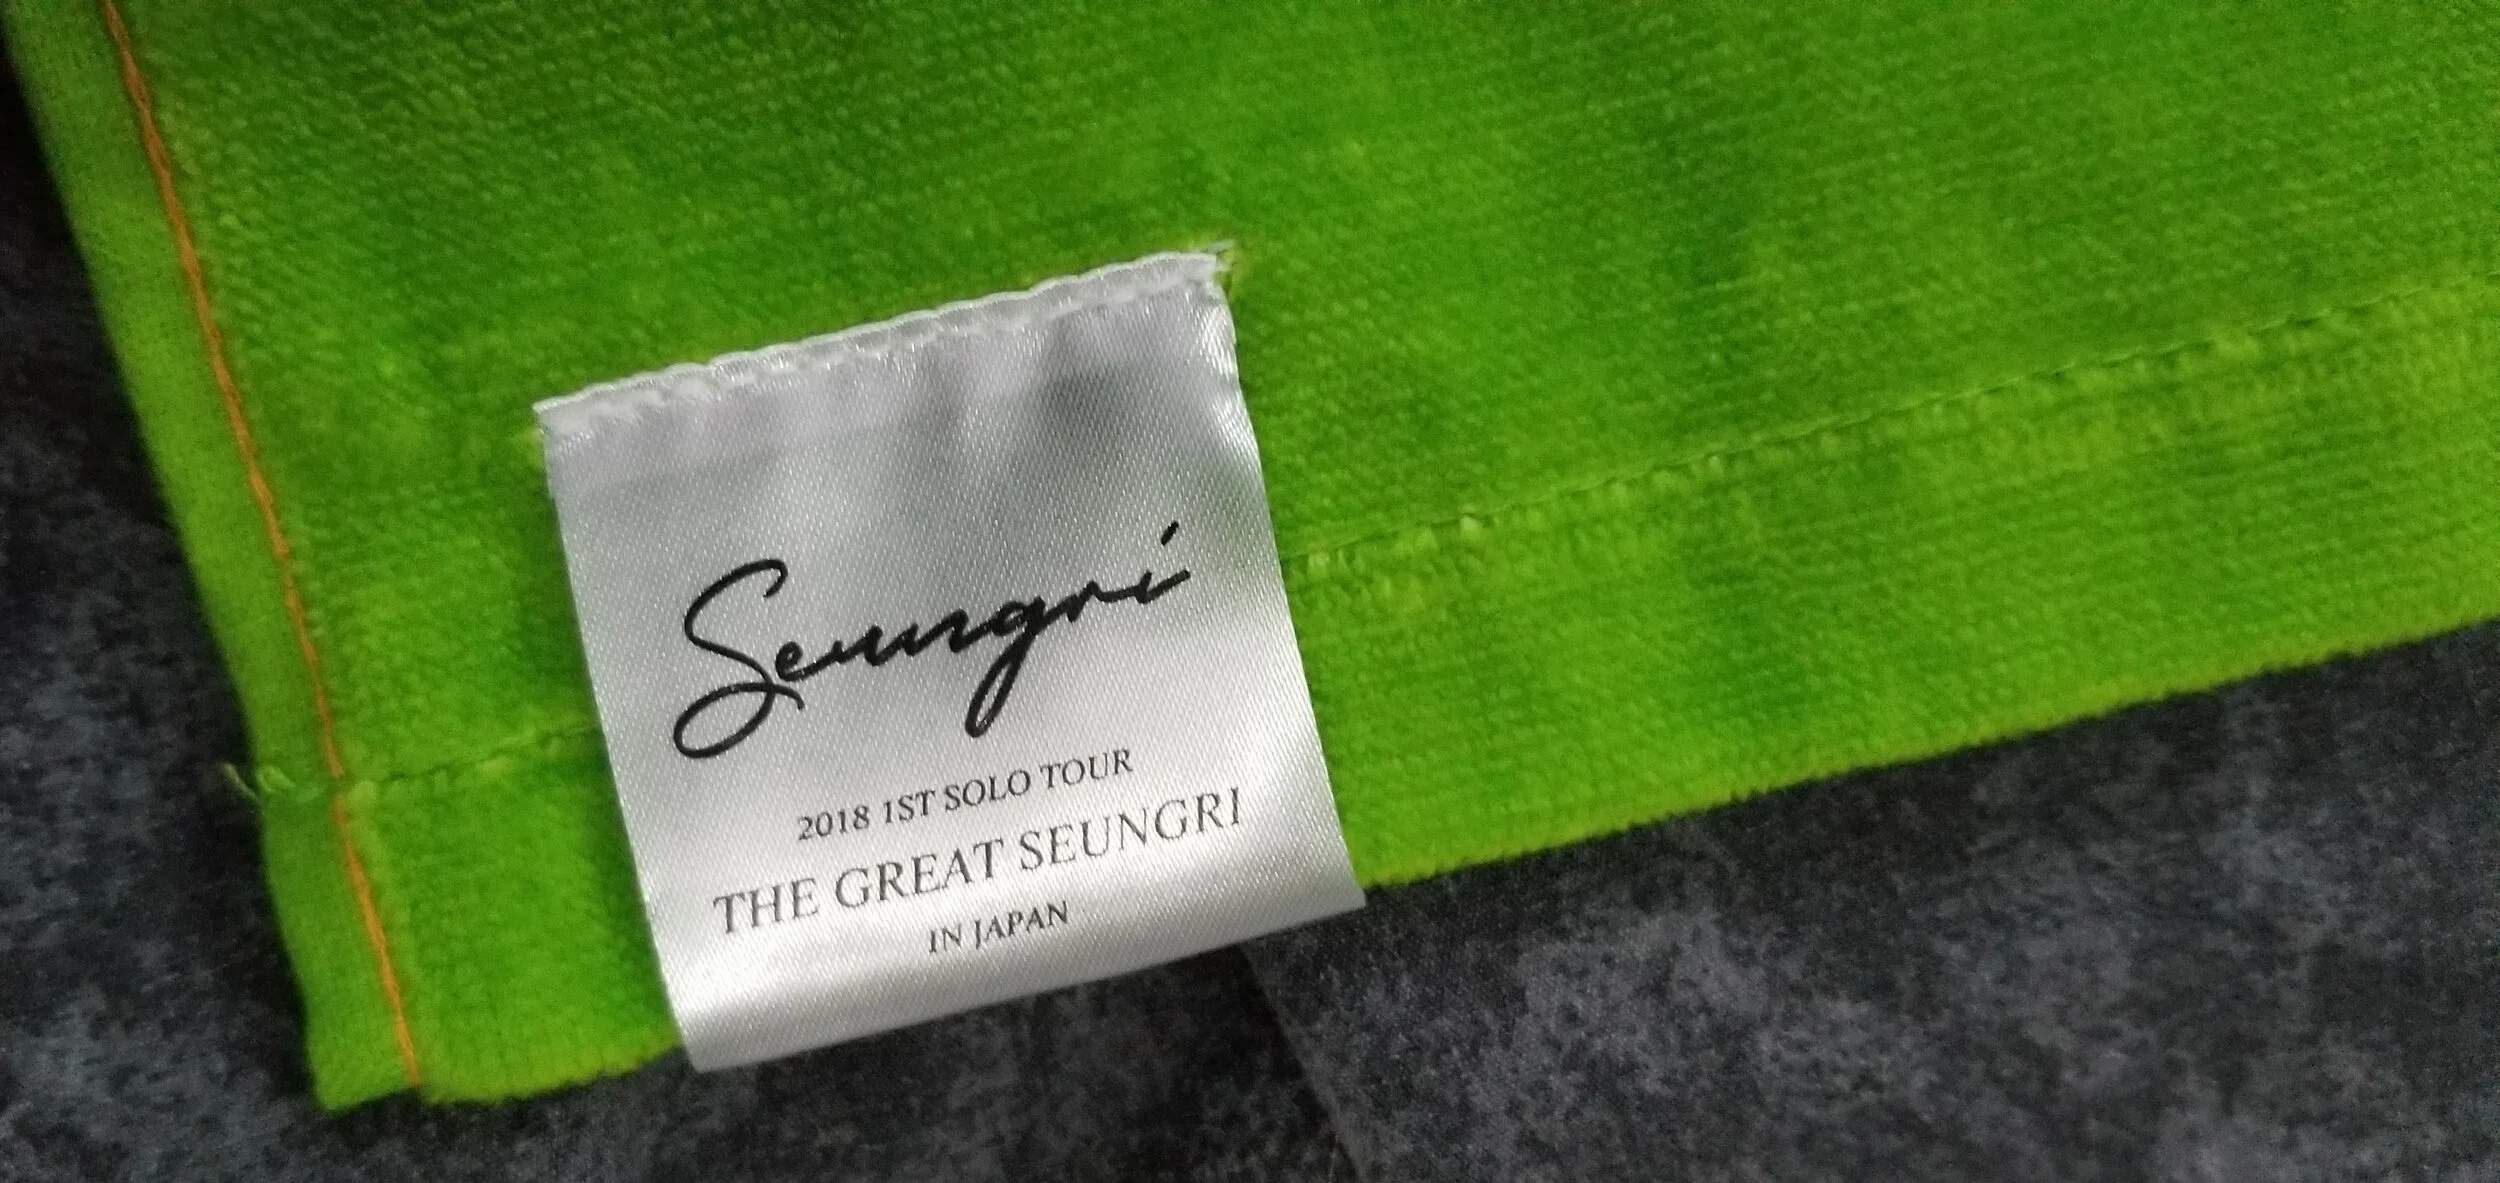 Seungri
2018 1ST SOLO TOUR
THE GREAT SEUNGRI
IN JAPAN